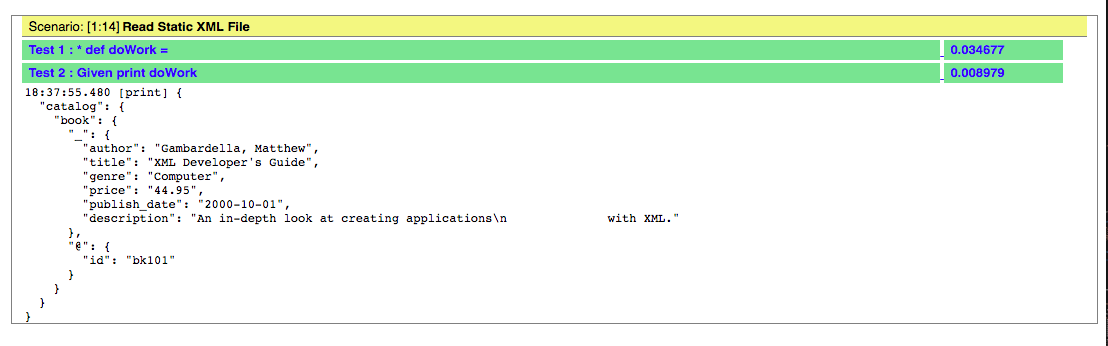 Scenario: [1:14] Read Static XML File
Test 1 : * def doWork = _ 0.034677
Test 2 : Given print doWork _ 0.008979
18:37:55.480 [print] {
  "catalog": {
    "book": {
      "_": {
        "author": "Gambardella, Matthew",
        "title": "XML Developer's Guide",
        "genre": "Computer",
        "price": "44.95",
        "publish_date": "2000-10-01",
        "description": "An in-depth look at creating applications\n              with XML."
      },
      "@": {
        "id": "bk101"
      }
    }
  }
}